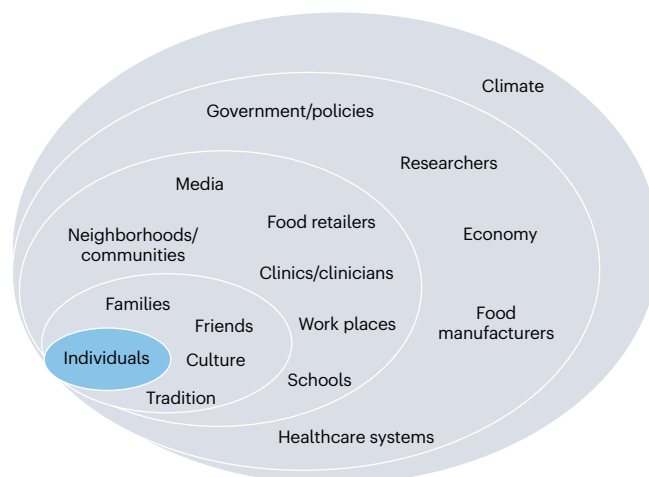 Climate
Government/policies
Researchers
Media
Food retailers
Neighborhoods/
communities
Economy
Clinics/clinicians
Families
Food
manufacturers
Friends
Work places
Individuals
Culture
Schools
Tradition
Healthcare systems